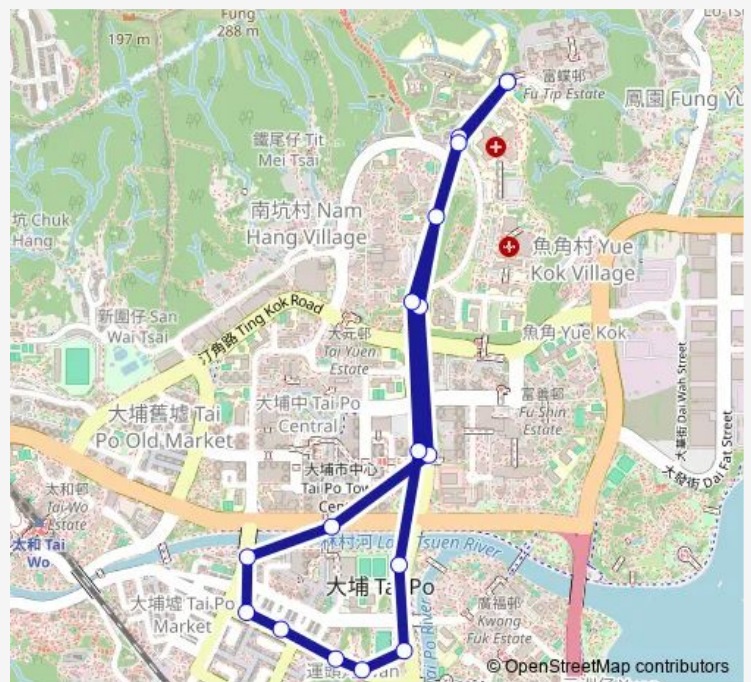 197 m
Fung
288 m
富蝶邨
Fu Tip Estate
鳳園 Fung Yu
鐵尾仔 Tit
Mei Tsai
坑 Chuk
Hang
南坑村 Nam
Hang Village
魚角村 Yue
Kok Village
新圍仔 San
Wai Tsai
汀角路 Ting Kok Road
大元邨
Tai Yuen
Estate
魚角 Yue Kok
大華街 Dai Wah Street
大埔舊墟 Tai
Po Old Market
大埔中 Tai Po
Central
富善邨
Fu Shin
Estate
大發街 Dai Fat Street
大埔市中心
Tai Po Tow
Cen
太和邨
Tai Wo
Estate
太和 Tai
Wo
林村河 Lam Tsuen River
大埔 Tai Po
大埔墟 Tai Po
Market
Tai Po River
廣福邨
Kwong
Fuk Estate
運頭
an
© OpenStreetMap contributors